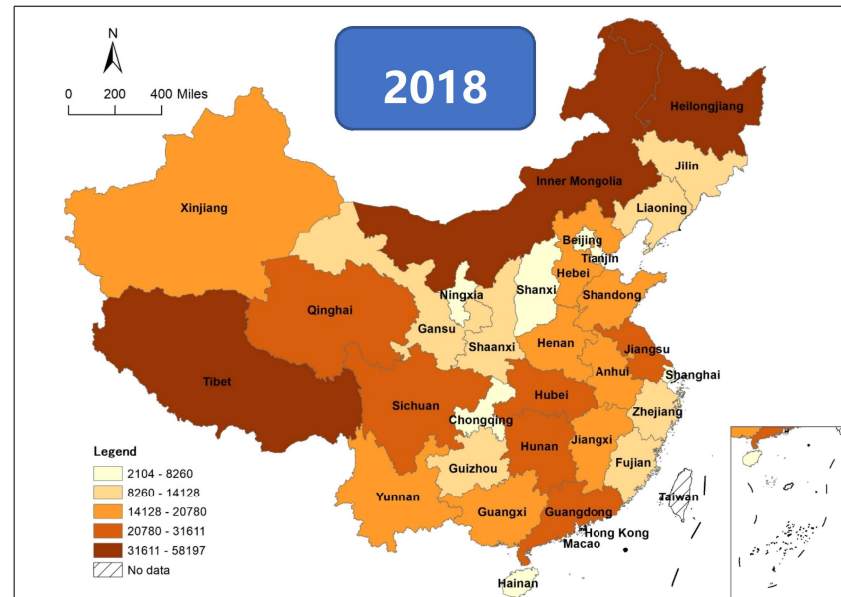 2018
N
0 200 400 Miles
Heilongjiang
Jilin
Inner Mongolia
Liaoning
Xinjiang
Beijing
Tianjin
Hebei
Ningxia
Shanxi
Shandong
Qinghai
Gansu
Shaanxi
Henan
Jiangsu
Anhui
Shanghai
Tibet
Sichuan
Hubei
Chongqing
Zhejiang
Hunan
Jiangxi
Guizhou
Fujian
Yunnan
Guangxi
Guangdong
Taiwan
Hong Kong
Macao
Hainan
Legend
2104 - 8260
8260 - 14128
14128 - 20780
20780 - 31611
31611 - 58197
No data